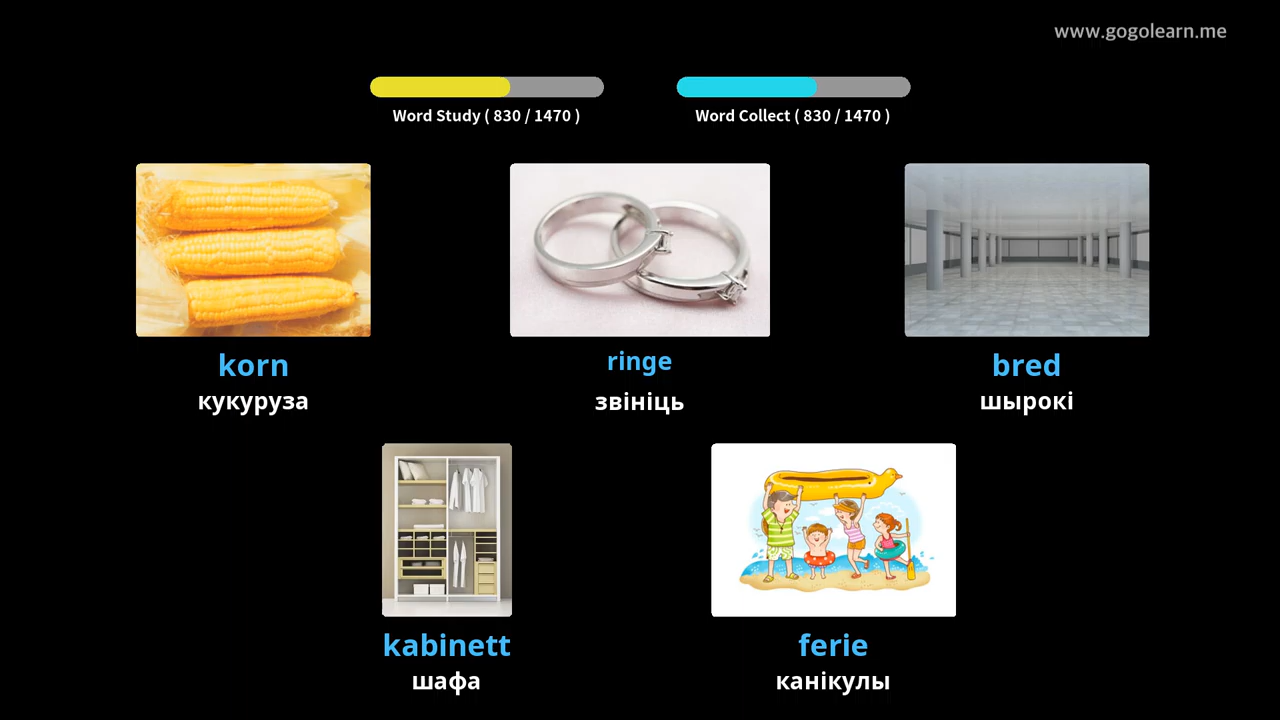 www.gogolearn.me
Word Study ( 830 / 1470 )
Word Collect ( 830 / 1470 )
korn
кукуруза
ringe
звініць
bred
шырокі
kabinett
шафа
ferie
канікулы